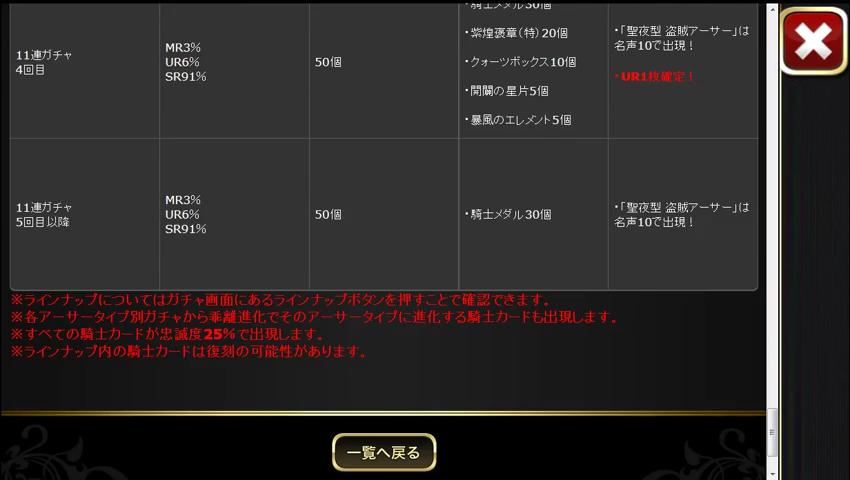 騎士メダル30個
11連ガチャ
4回目
MR3%
UR6%
SR91%
50個
・紫煌褒章(特)20個
・クォーツボックス10個
・開闢の星片5個
・暴風のエレメント5個
・「聖夜型 盗賊アーサー」は
名声10で出現!
・UR1枚確定!
11連ガチャ
5回目以降
MR3%
UR6%
SR91%
50個
・騎士メダル30個
・「聖夜型 盗賊アーサー」は
名声10で出現!
※ラインナップについてはガチャ画面にあるラインナップボタンを押すことで確認できます。
※各アーサータイプ別ガチャから乖離進化でそのアーサータイプに進化する騎士カードも出現します。
※すべての騎士カードが忠誠度25%で出現します。
※ラインナップ内の騎士カードは復刻の可能性があります。
一覧へ戻る